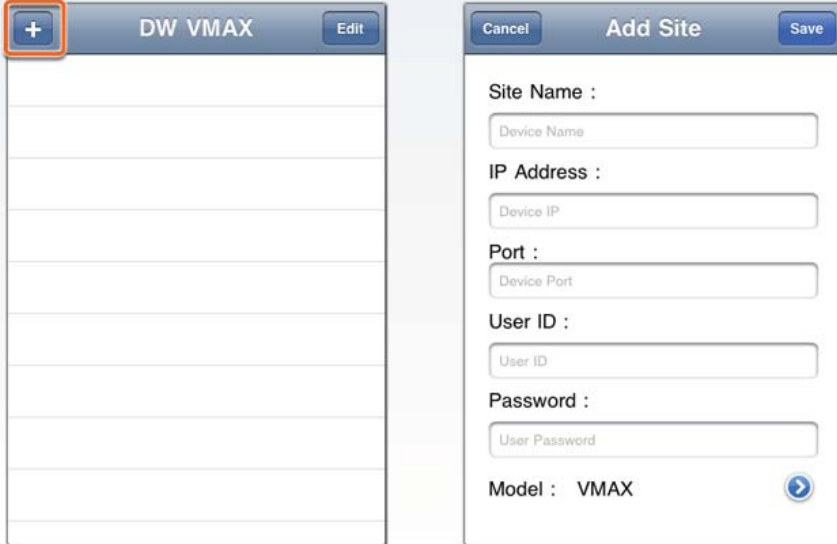 + DW VMAX Edit
Cancel Add Site Save
Site Name :
Device Name
IP Address :
Device IP
Port :
Device Port
User ID :
User ID
Password :
User Password
Model : VMAX